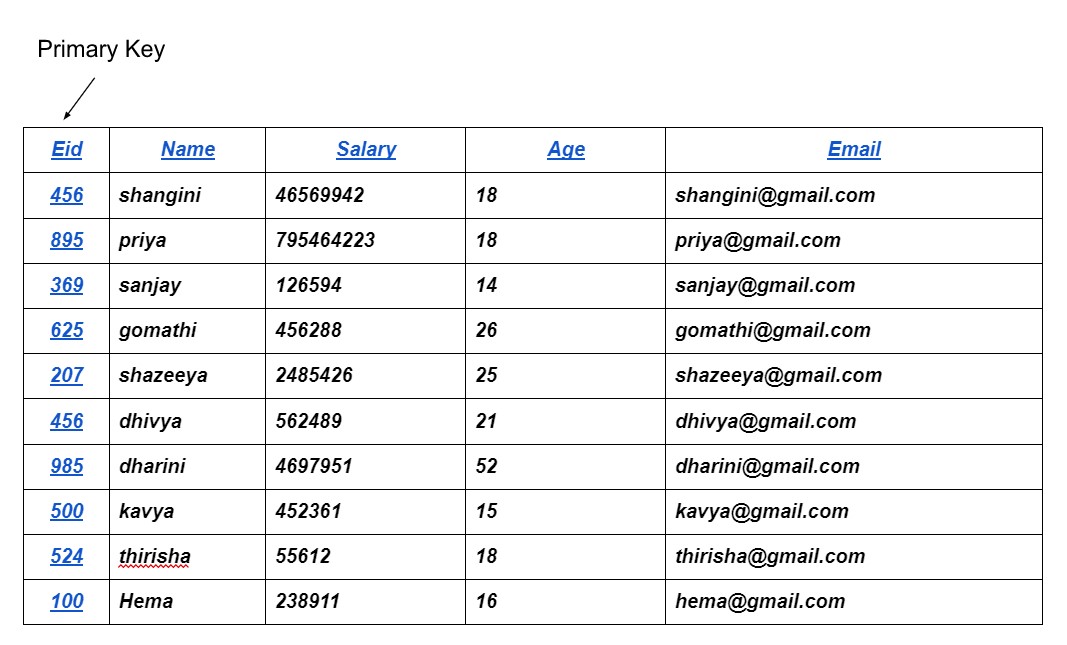 Primary Key
Eid Name Salary Age Email
456 shangini 46569942 18 shangini@gmail.com
895 priya 795464223 18 priya@gmail.com
369 sanjay 126594 14 sanjay@gmail.com
625 gomathi 456288 26 gomathi@gmail.com
207 shazeeya 2485426 25 shazeeya@gmail.com
456 dhivya 562489 21 dhivya@gmail.com
985 dharini 4697951 52 dharini@gmail.com
500 kavya 452361 15 kavya@gmail.com
524 thirisha 55612 18 thirisha@gmail.com
100 Hema 238911 16 hema@gmail.com